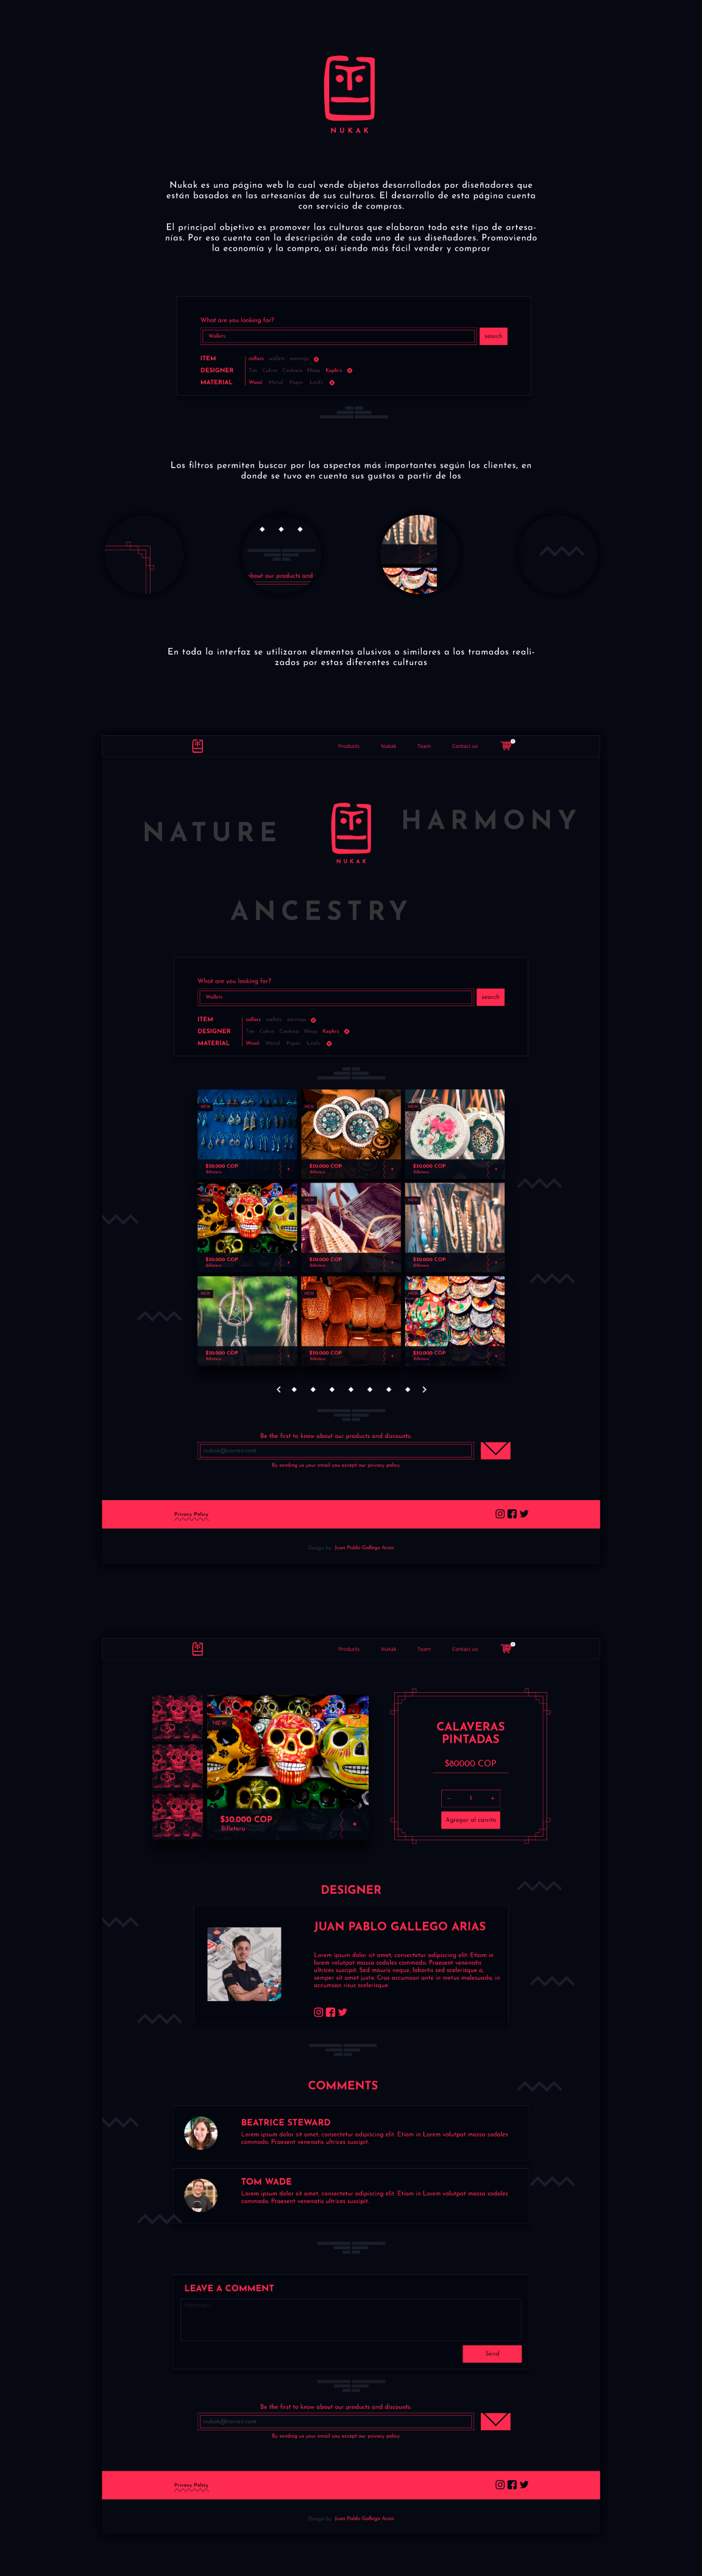 NUKAK
Nukak es una página web la cual vende objetos desarrollados por diseñadores que
están basados en las artesanías de sus culturas. El desarrollo de esta página cuenta
con servicio de compras.
El principal objetivo es promover las culturas que elaboran todo este tipo de artesa-
nías. Por eso cuenta con la descripción de cada uno de sus diseñadores. Promoviendo
la economía y la compra, así siendo más fácil vender y comprar
What are you looking for?
Wallets
search
ITEM collars wallets earrings
DESIGNER Tin Cobra Cashara Moga Kephra
MATERIAL Wood Metal Paper Leafs
Los filtros permiten buscar por los aspectos más importantes según los clientes, en
donde se tuvo en cuenta sus gustos a partir de los
about our products and
En toda la interfaz se utilizaron elementos alusivos o similares a los tramados reali-
zados por estas diferentes culturas
Products Nukak Team Contact us
NATURE
HARMONY
NUKAK
ANCESTRY
What are you looking for?
Wallets
search
ITEM collars wallets earrings
DESIGNER Tin Cobra Cashara Moga Kephra
MATERIAL Wood Metal Paper Leafs
NEW NEW NEW
$30.000 COP $30.000 COP $30.000 COP
Billetera Billetera Billetera
NEW NEW NEW
$30.000 COP $30.000 COP $30.000 COP
Billetera Billetera Billetera
NEW NEW NEW
$30.000 COP $30.000 COP $30.000 COP
Billetera Billetera Billetera
Be the first to know about our products and discounts.
nukak@correo.com
By sending us your email you accept our privacy policy
Privacy Policy
Design by Juan Pablo Gallego Arias
Products Nukak Team Contact us
NEW
$30.000 COP
Billetera
CALAVERAS
PINTADAS
$80000 COP
– 1 +
Agregar al carrito
DESIGNER
JUAN PABLO GALLEGO ARIAS
Lorem ipsum dolor sit amet, consectetur adipiscing elit. Etiam in
lorem volutpat massa sodales commodo. Praesent venenatis
ultrices suscipit. Sed mauris neque, lobortis sed scelerisque a,
semper sit amet justo. Cras accumsan ante in metus malesuada, in
accumsan risus scelerisque.
COMMENTS
BEATRICE STEWARD
Lorem ipsum dolor sit amet, consectetur adipiscing elit. Etiam in Lorem volutpat massa sodales
commodo. Praesent venenatis ultrices suscipit.
TOM WADE
Lorem ipsum dolor sit amet, consectetur adipiscing elit. Etiam in Lorem volutpat massa sodales
commodo. Praesent venenatis ultrices suscipit.
LEAVE A COMMENT
Send
Be the first to know about our products and discounts.
nukak@correo.com
By sending us your email you accept our privacy policy
Privacy Policy
Design by Juan Pablo Gallego Arias